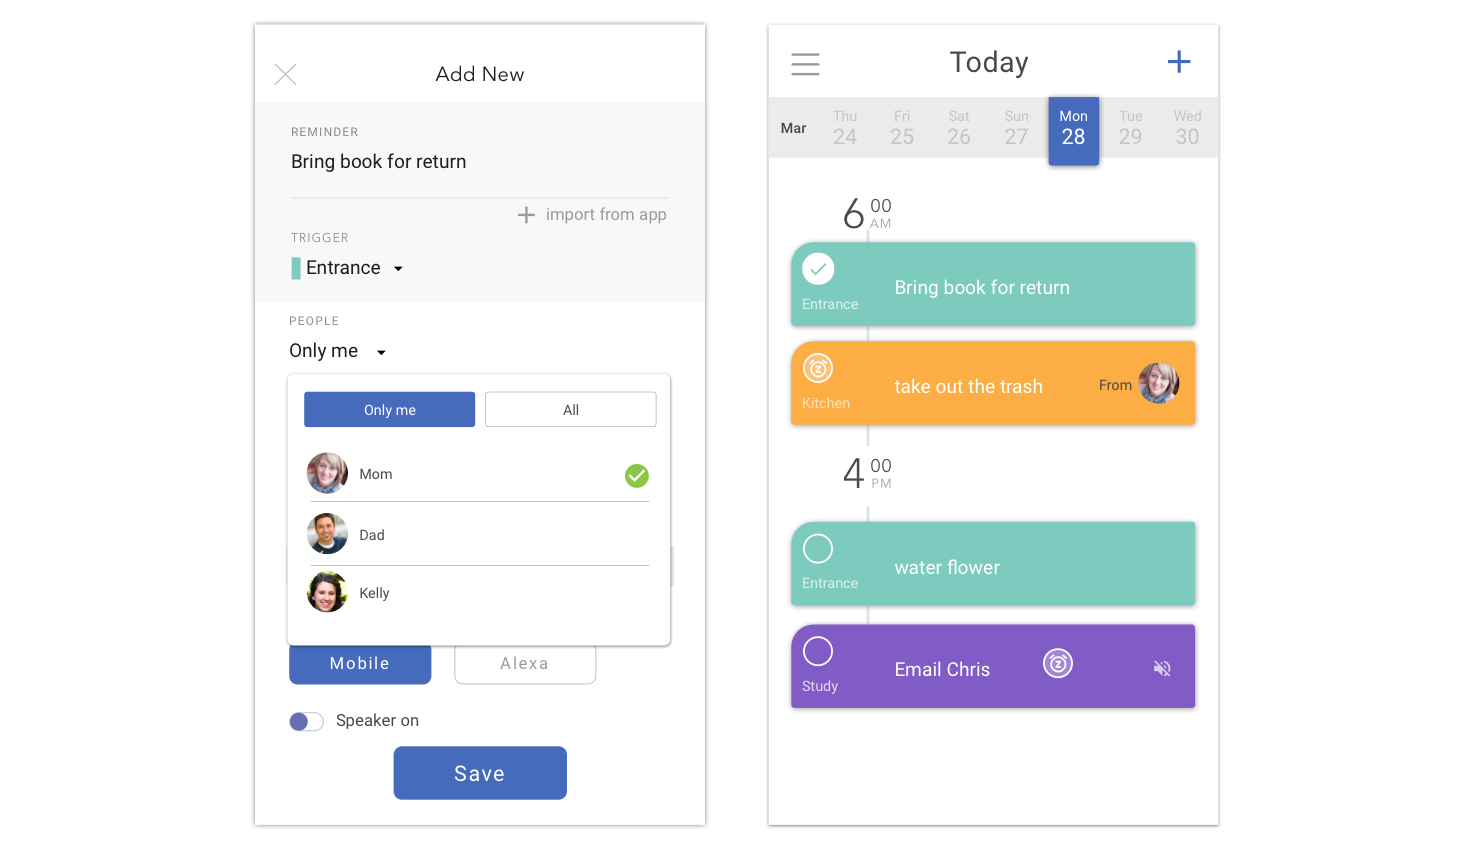 Add New
REMINDER
Bring book for return
+ import from app
TRIGGER
Entrance
PEOPLE
Only me
Only me
All
Mom
Dad
Kelly
Mobile
Alexa
Speaker on
Save
Today
Mar
Thu 24
Fri 25
Sat 26
Sun 27
Mon 28
Tue 29
Wed 30
6 00 AM
Bring book for return
Entrance
take out the trash
From
Kitchen
4 00 PM
water flower
Entrance
Email Chris
Study